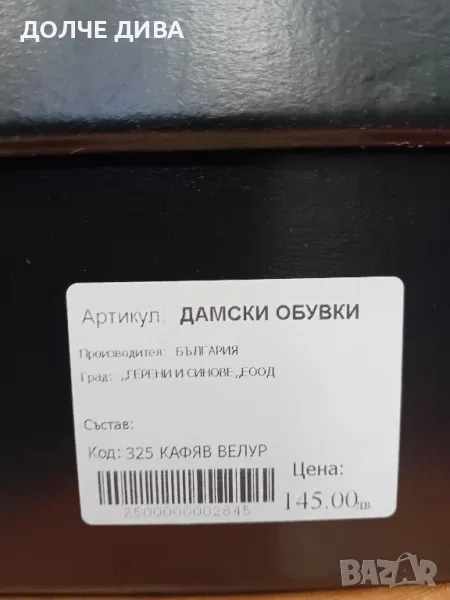 ДОЛЧЕ ДИВА
Артикул: ДАМСКИ ОБУВКИ
Производител: БЪЛГАРИЯ
Град: ,,ГЕРЕНИ И СИНОВЕ,,ЕООД
Състав:
Код: 325 КАФЯВ ВЕЛУР
Цена:
145.00лв
2500000002845
BAZAR